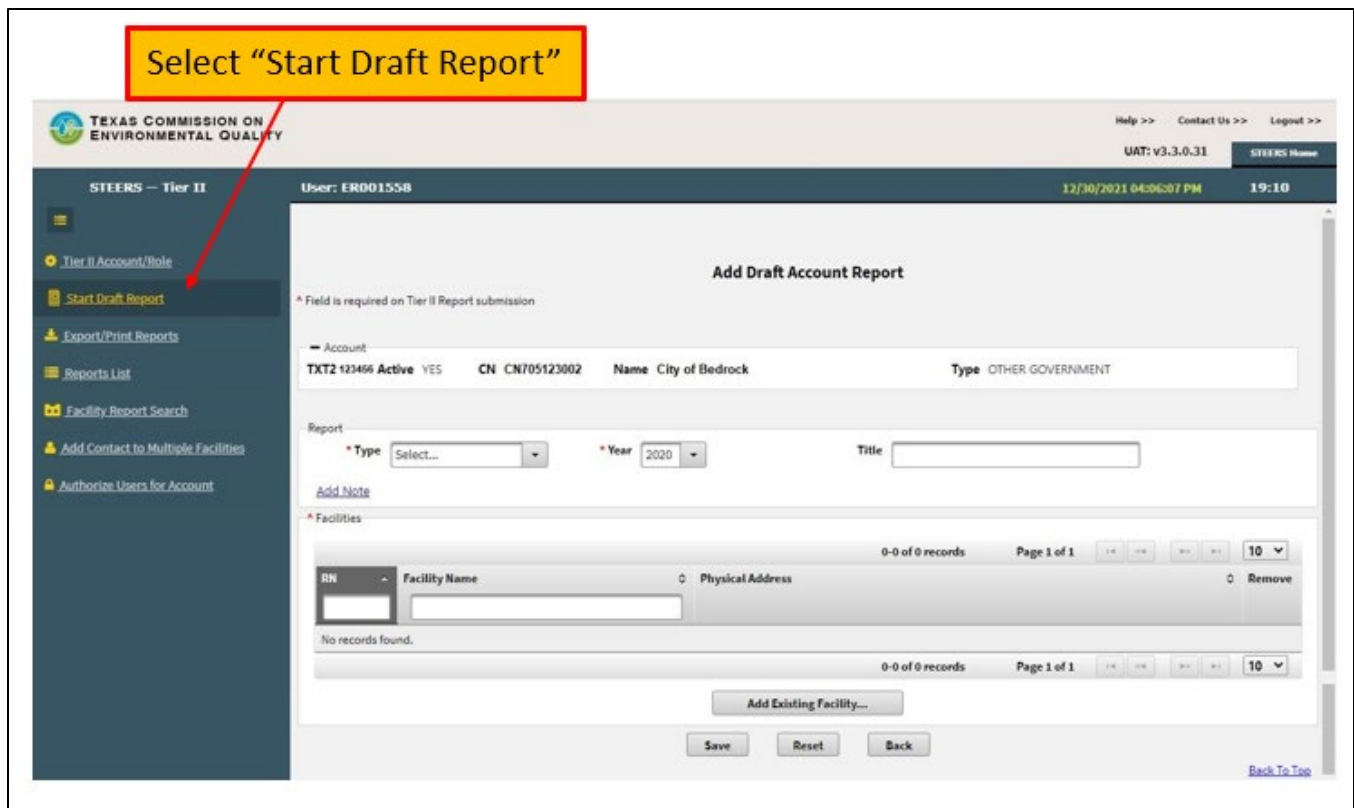 Select “Start Draft Report”
TEXAS COMMISSION ON
ENVIRONMENTAL QUALITY
Help >> Contact Us >> Logout >>
UAT: v3.3.0.31 STEERS Home
STEERS — Tier II User: ER001558 12/30/2021 04:06:07 PM 19:10
Tier II Account/Role
Start Draft Report
Export/Print Reports
Reports List
Facility Report Search
Add Contact to Multiple Facilities
Authorize Users for Account
Add Draft Account Report
* Field is required on Tier II Report submission
Account
TXT2 123456 Active YES CN CN705123002 Name City of Bedrock Type OTHER GOVERNMENT
Report
* Type Select... * Year 2020 Title
Add Note
* Facilities
0-0 of 0 records Page 1 of 1 10
RN Facility Name Physical Address Remove
No records found.
0-0 of 0 records Page 1 of 1 10
Add Existing Facility...
Save Reset Back
Back To Top